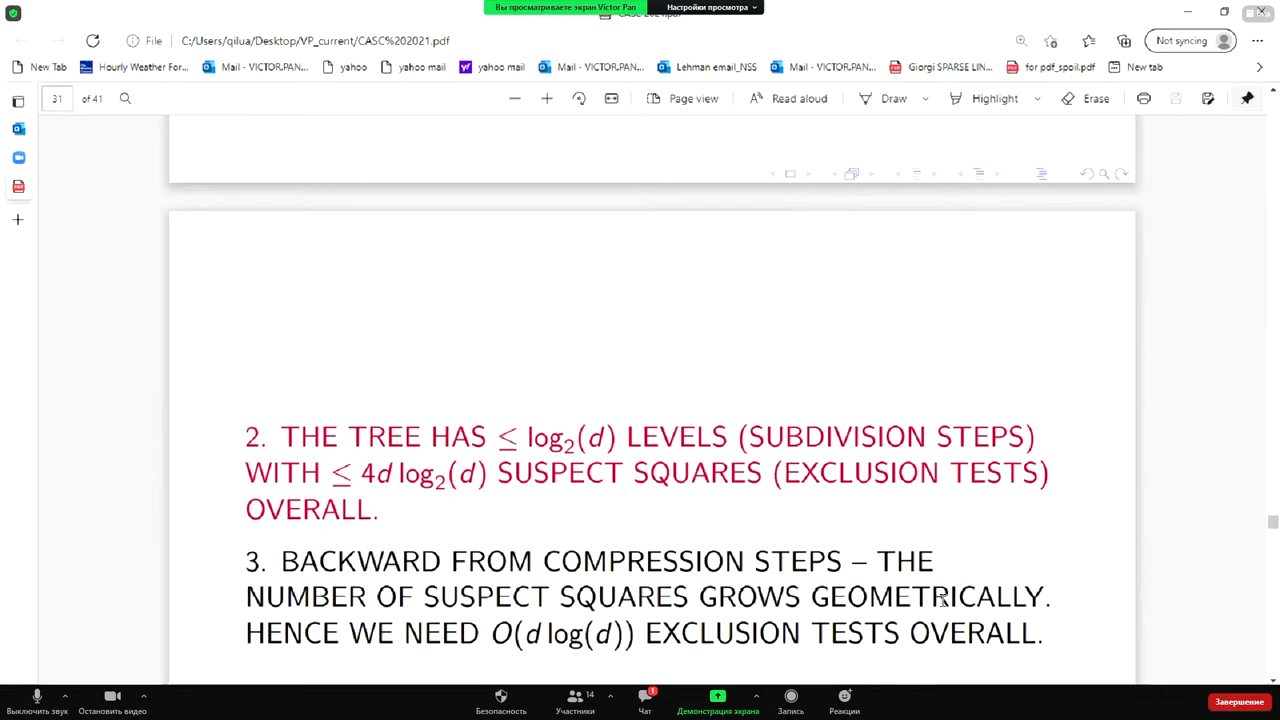 Вы просматриваете экран Victor Pan
Настройки просмотра
File
C:/Users/qilua/Desktop/VP_current/CASC%202021.pdf
Not syncing
New Tab
Hourly Weather For...
Mail - VICTOR.PAN...
yahoo
yahoo mail
yahoo mail
Mail - VICTOR.PAN...
Lehman email_NSS
Mail - VICTOR.PAN...
Giorgi SPARSE LIN...
for pdf_spoil.pdf
New tab
31 of 41
Page view
Read aloud
Draw
Highlight
Erase
2. THE TREE HAS ≤ log₂(d) LEVELS (SUBDIVISION STEPS)
WITH ≤ 4d log₂(d) SUSPECT SQUARES (EXCLUSION TESTS)
OVERALL.
3. BACKWARD FROM COMPRESSION STEPS – THE
NUMBER OF SUSPECT SQUARES GROWS GEOMETRICALLY.
HENCE WE NEED O(d log(d)) EXCLUSION TESTS OVERALL.
Выключить звук
Остановить видео
Безопасность
14
Участники
1
Чат
Демонстрация экрана
Запись
Реакции
Завершение